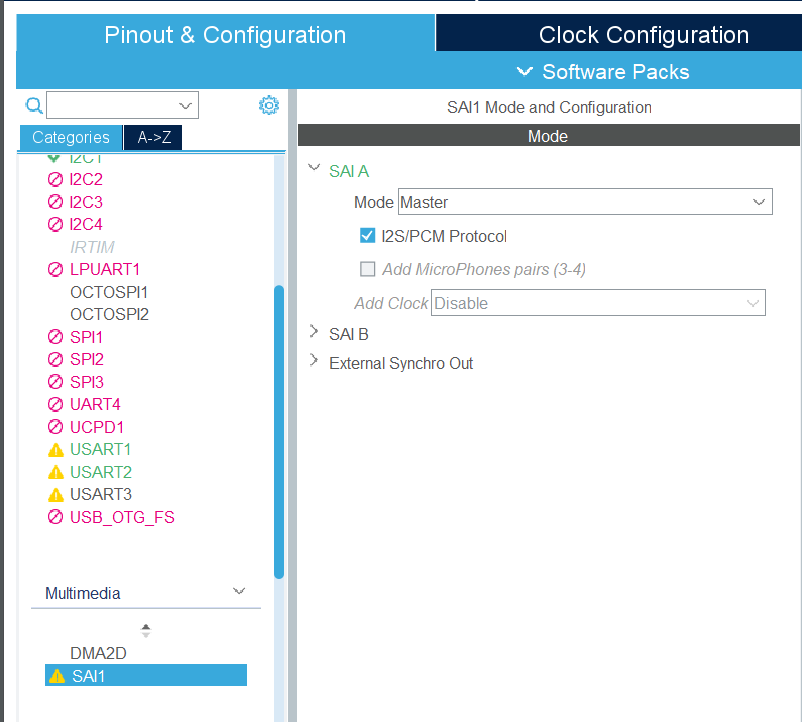 Pinout & Configuration
Clock Configuration
Software Packs
Categories
A->Z
I2C1
I2C2
I2C3
I2C4
IRTIM
LPUART1
OCTOSPI1
OCTOSPI2
SPI1
SPI2
SPI3
UART4
UCPD1
USART1
USART2
USART3
USB_OTG_FS
Multimedia
DMA2D
SAI1
SAI1 Mode and Configuration
Mode
SAI A
Mode Master
I2S/PCM Protocol
Add MicroPhones pairs (3-4)
Add Clock Disable
SAI B
External Synchro Out